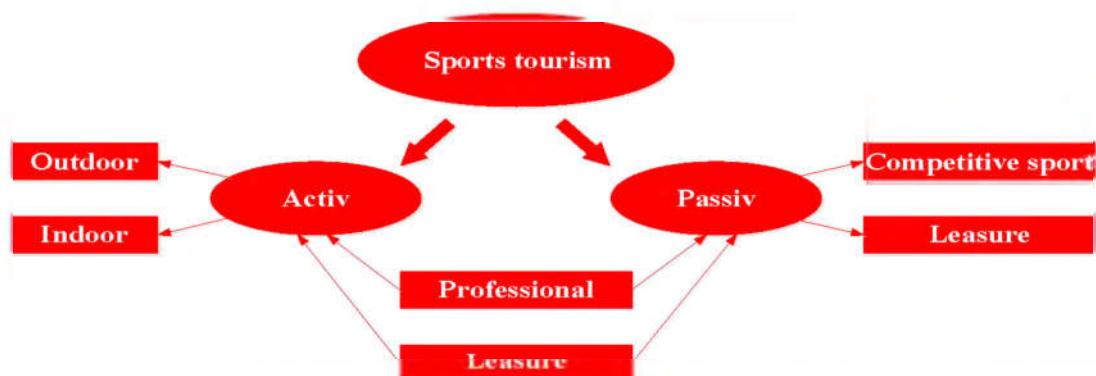 Sports tourism
Outdoor
Competitive sport
Activ
Passiv
Indoor
Leasure
Professional
Leasure